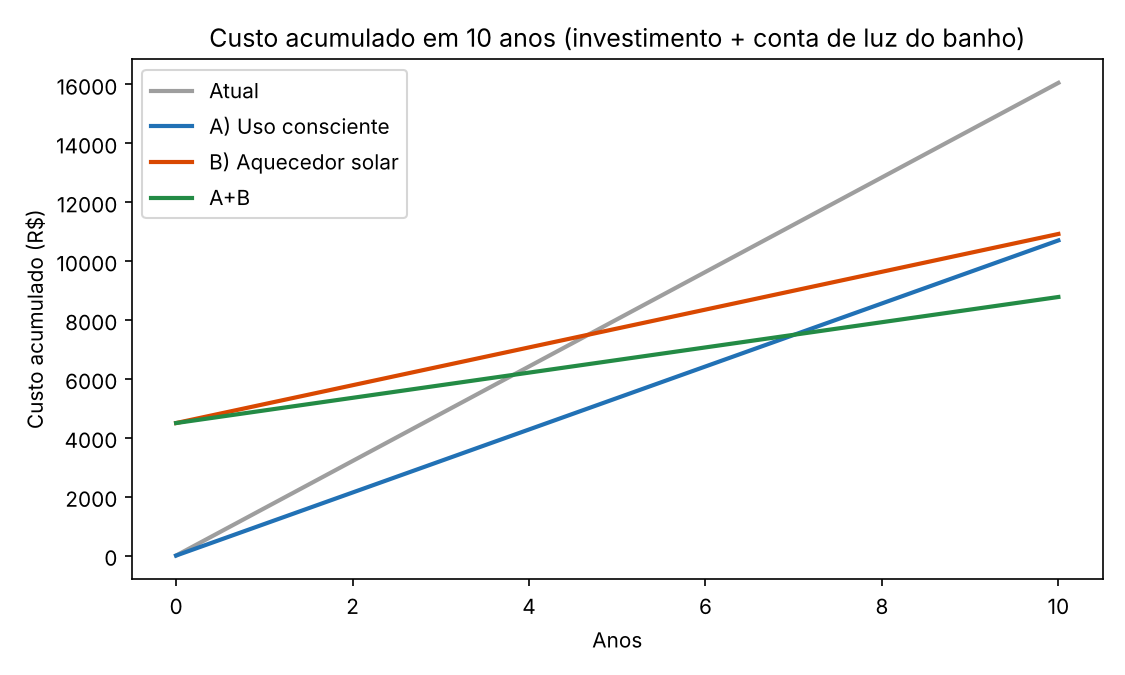 Custo acumulado em 10 anos (investimento + conta de luz do banho)
Atual
A) Uso consciente
B) Aquecedor solar
A+B
Custo acumulado (R$)
16000
14000
12000
10000
8000
6000
4000
2000
0
0 2 4 6 8 10
Anos